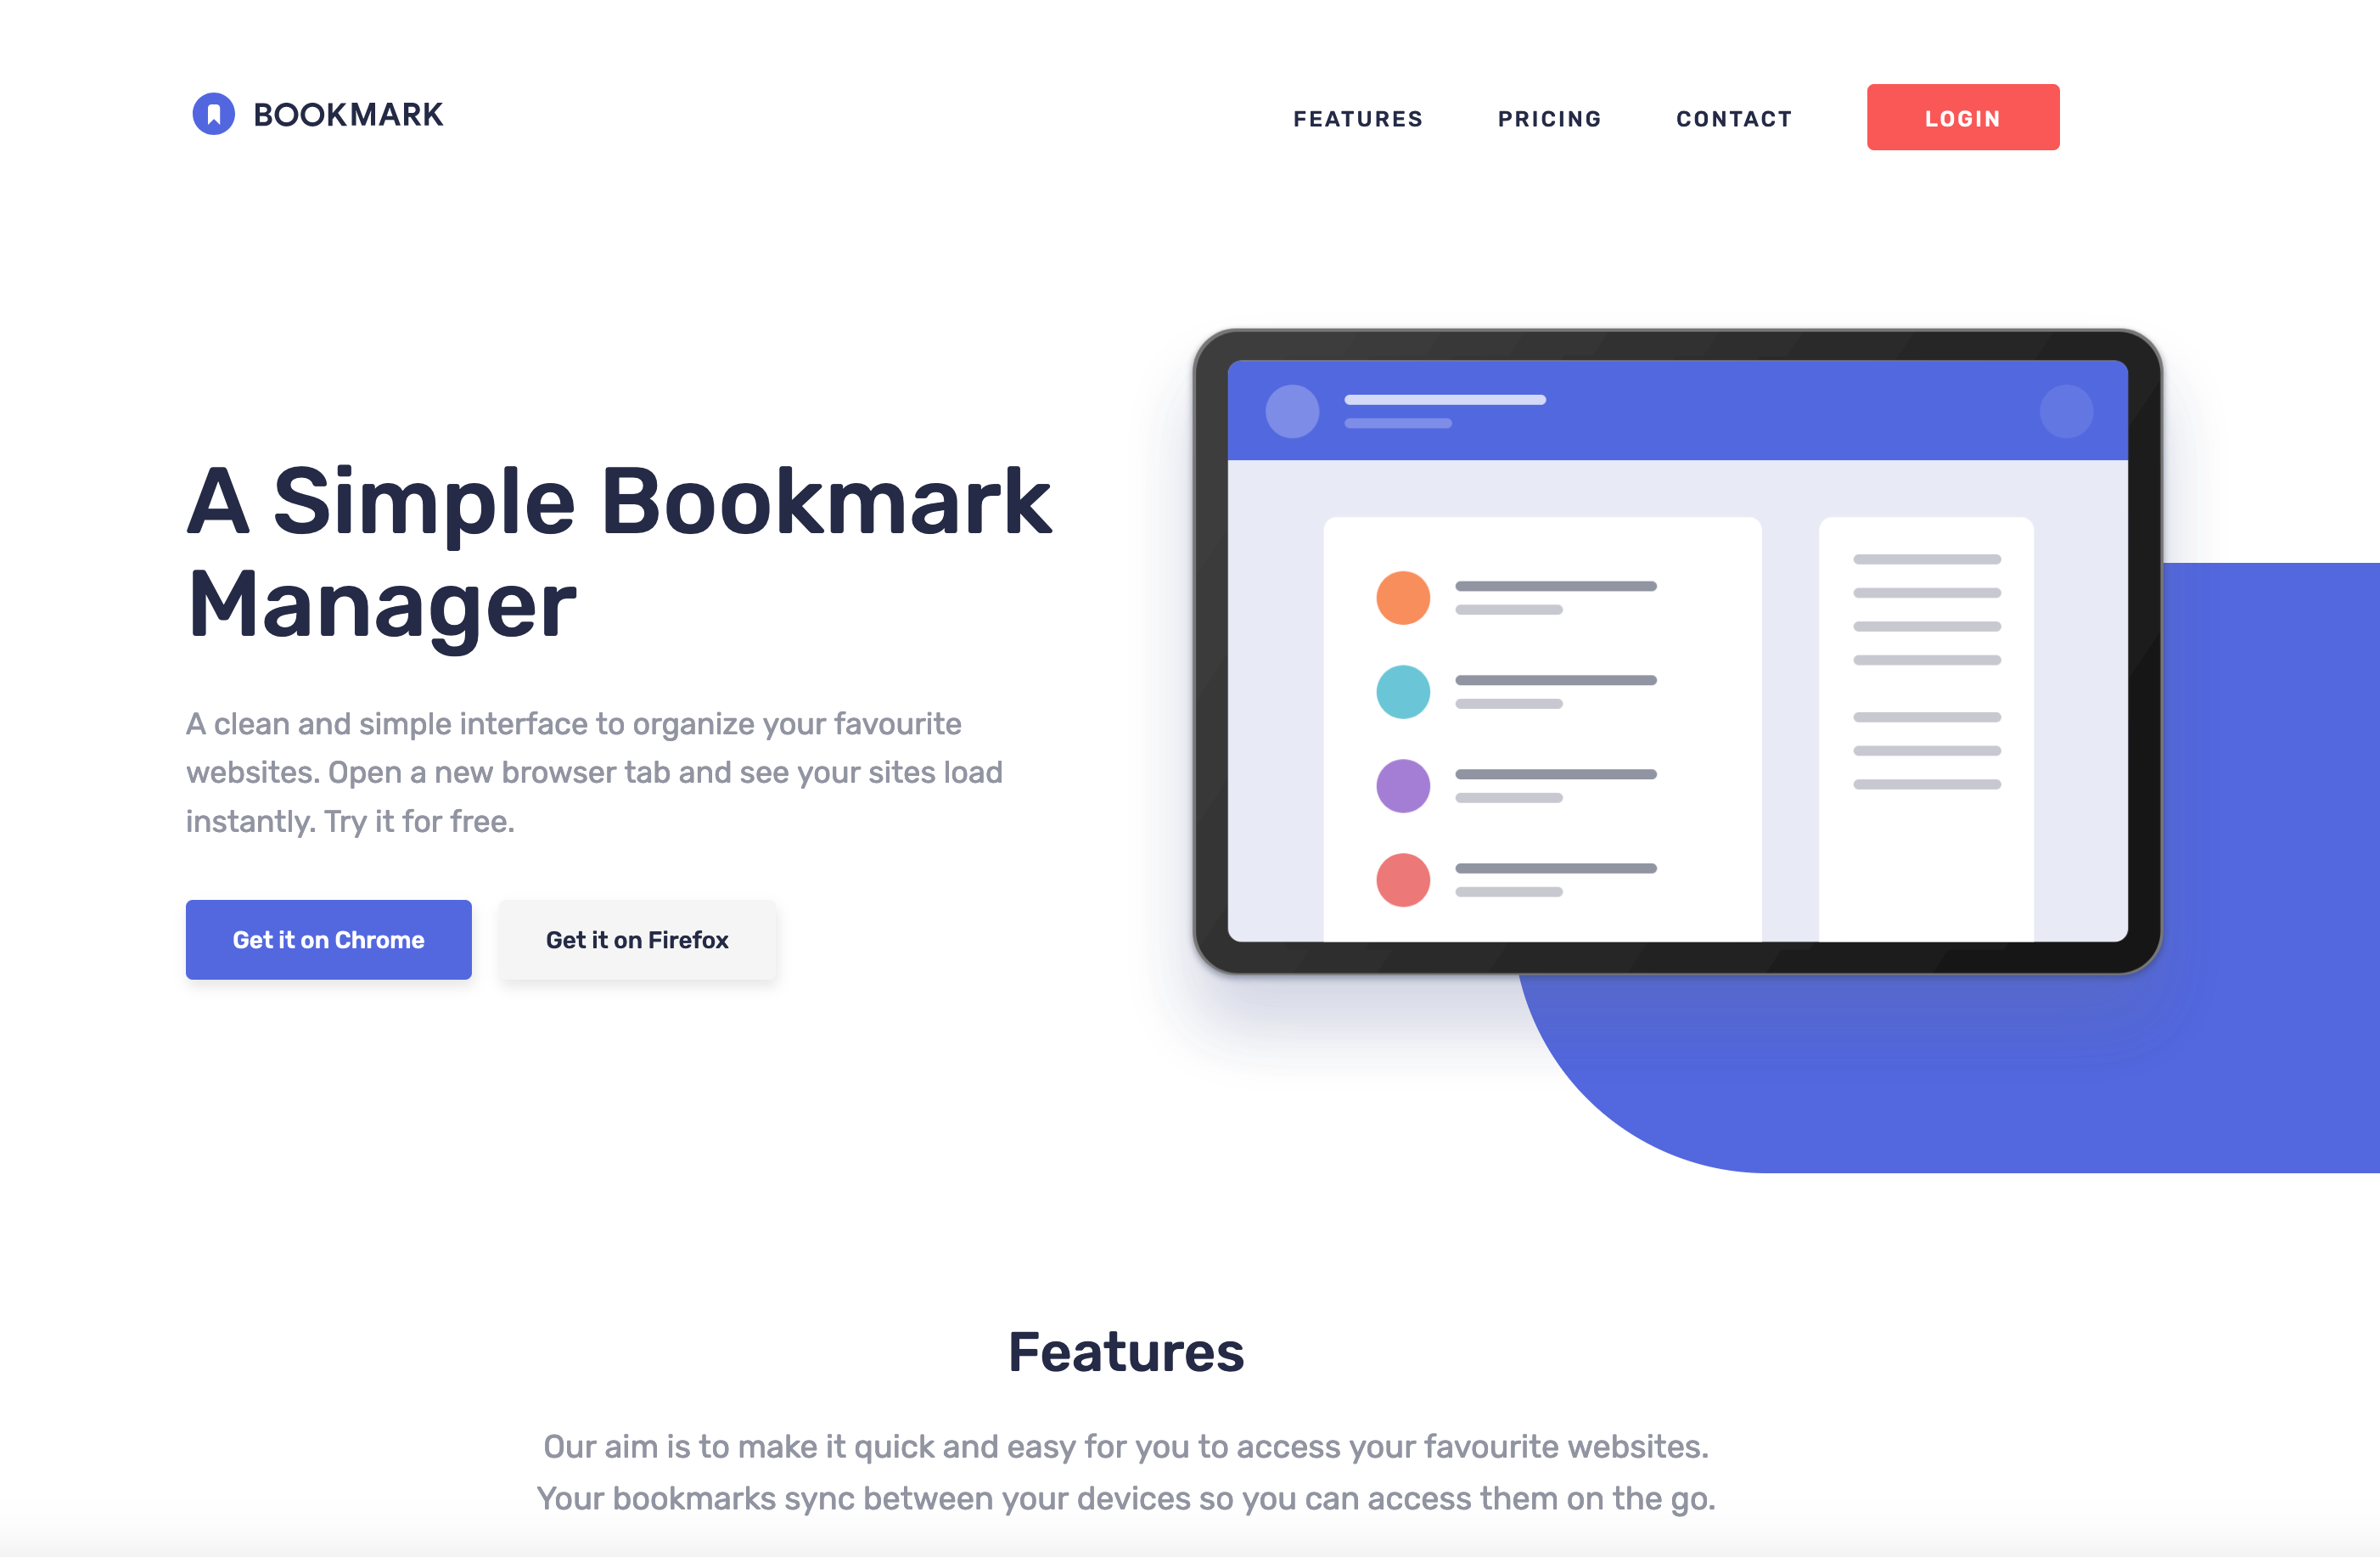 BOOKMARK
FEATURES
PRICING
CONTACT
LOGIN
A Simple Bookmark
Manager
A clean and simple interface to organize your favourite
websites. Open a new browser tab and see your sites load
instantly. Try it for free.
Get it on Chrome
Get it on Firefox
Features
Our aim is to make it quick and easy for you to access your favourite websites.
Your bookmarks sync between your devices so you can access them on the go.